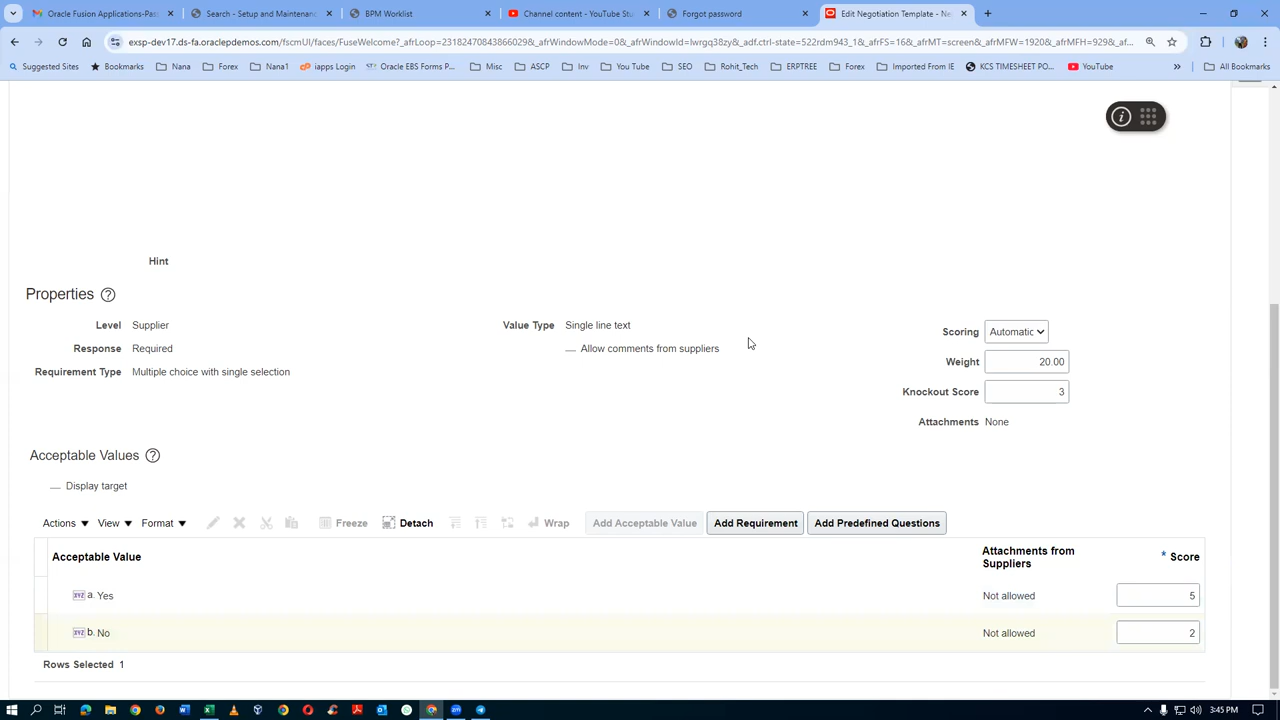 Oracle Fusion Applications-Pas
Search - Setup and Maintenanc
BPM Worklist
Channel content - YouTube Stu
Forgot password
Edit Negotiation Template - Ne
exsp-dev17.ds-fa.oraclepdemos.com/fscmUI/faces/FuseWelcome?_afrLoop=23182470843866029&_afrWindowMode=0&_afrWindowId=lwrgq38zy&_adf.ctrl-state=522rdm943_1&_afrFS=16&_afrMT=screen&_afrMFW=1920&_afrMFH=929&_af...
Suggested Sites
Bookmarks
Nana
Forex
Nana1
iapps Login
Oracle EBS Forms P...
Misc
ASCP
Inv
You Tube
SEO
Rohit_Tech
ERPTREE
Forex
Imported From IE
KCS TIMESHEET PO...
YouTube
»
All Bookmarks
Hint
Properties
Level Supplier
Value Type Single line text
Scoring Automatic
Response Required
Allow comments from suppliers
Weight 20.00
Requirement Type Multiple choice with single selection
Knockout Score 3
Attachments None
Acceptable Values
Display target
Actions View Format Freeze Detach Wrap Add Acceptable Value Add Requirement Add Predefined Questions
Acceptable Value
Attachments from
Suppliers
* Score
a. Yes Not allowed 5
b. No Not allowed 2
Rows Selected 1
3:45 PM